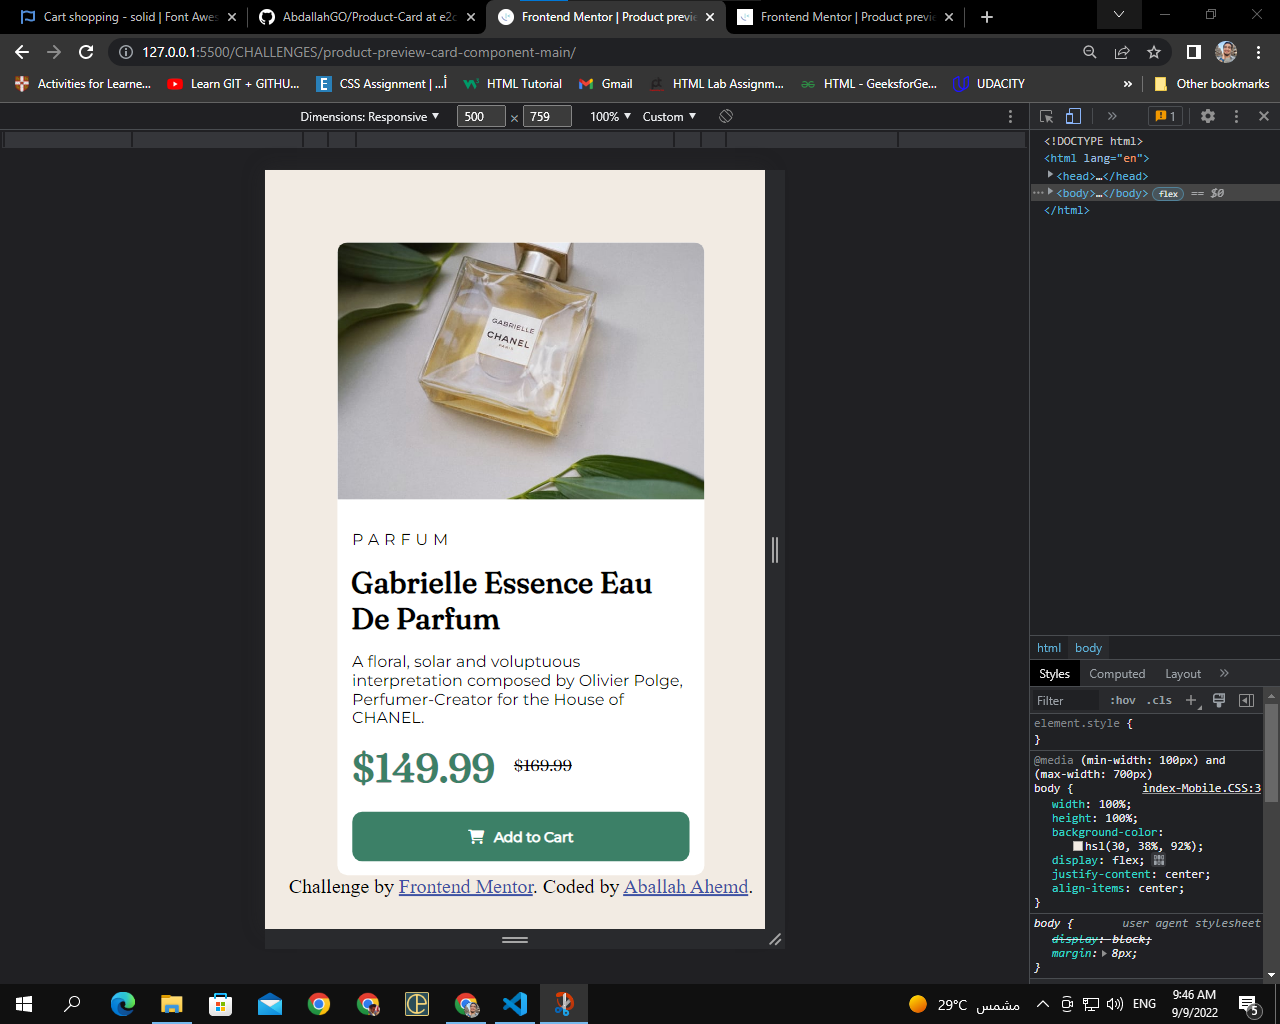 Cart shopping - solid | Font Awes
AbdallahGO/Product-Card at e2c
Frontend Mentor | Product previe
Frontend Mentor | Product previe
127.0.0.1:5500/CHALLENGES/product-preview-card-component-main/
Activities for Learne...
Learn GIT + GITHU...
CSS Assignment | ...أ
HTML Tutorial
Gmail
HTML Lab Assignm...
HTML - GeeksforGe...
UDACITY
»
Other bookmarks
Dimensions: Responsive
500 × 759
100%
Custom
» 1
<!DOCTYPE html>
<html lang="en">
<head>…</head>
<body>…</body> flex == $0
</html>
GABRIELLE
CHANEL
PARIS
PARFUM
Gabrielle Essence Eau
De Parfum
A floral, solar and voluptuous
interpretation composed by Olivier Polge,
Perfumer-Creator for the House of
CHANEL.
$149.99 $169.99
Add to Cart
Challenge by Frontend Mentor. Coded by Aballah Ahemd.
html body
Styles Computed Layout »
Filter :hov .cls +
element.style {
}
@media (min-width: 100px) and
(max-width: 700px)
body { index-Mobile.CSS:3
width: 100%;
height: 100%;
background-color:
hsl(30, 38%, 92%);
display: flex;
justify-content: center;
align-items: center;
}
body { user agent stylesheet
display: block;
margin: 8px;
}
29°C مشمس
ENG
9:46 AM
9/9/2022
5